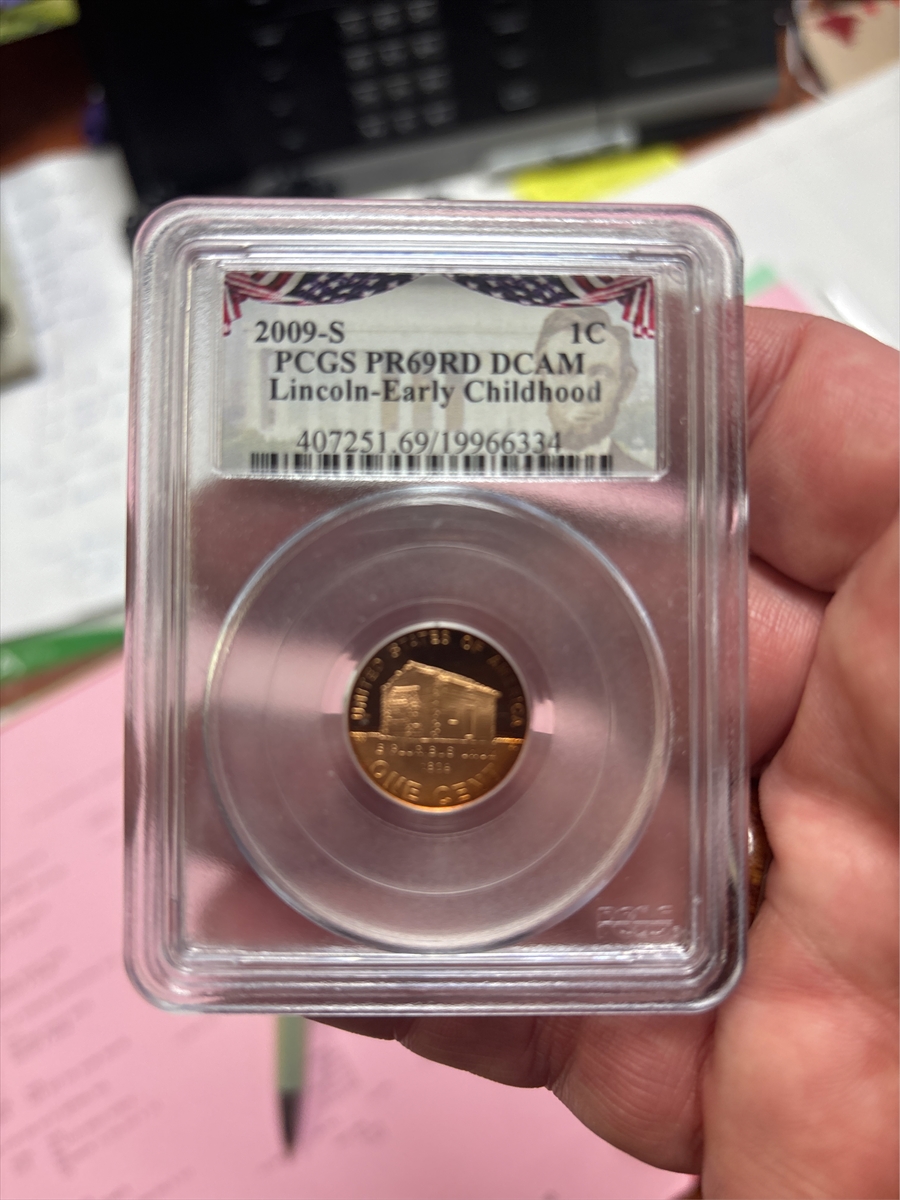 2009-S 1C
PCGS PR69RD DCAM
Lincoln-Early Childhood
407251.69/19966334
UNITED STATES OF AMERICA
ONE CENT